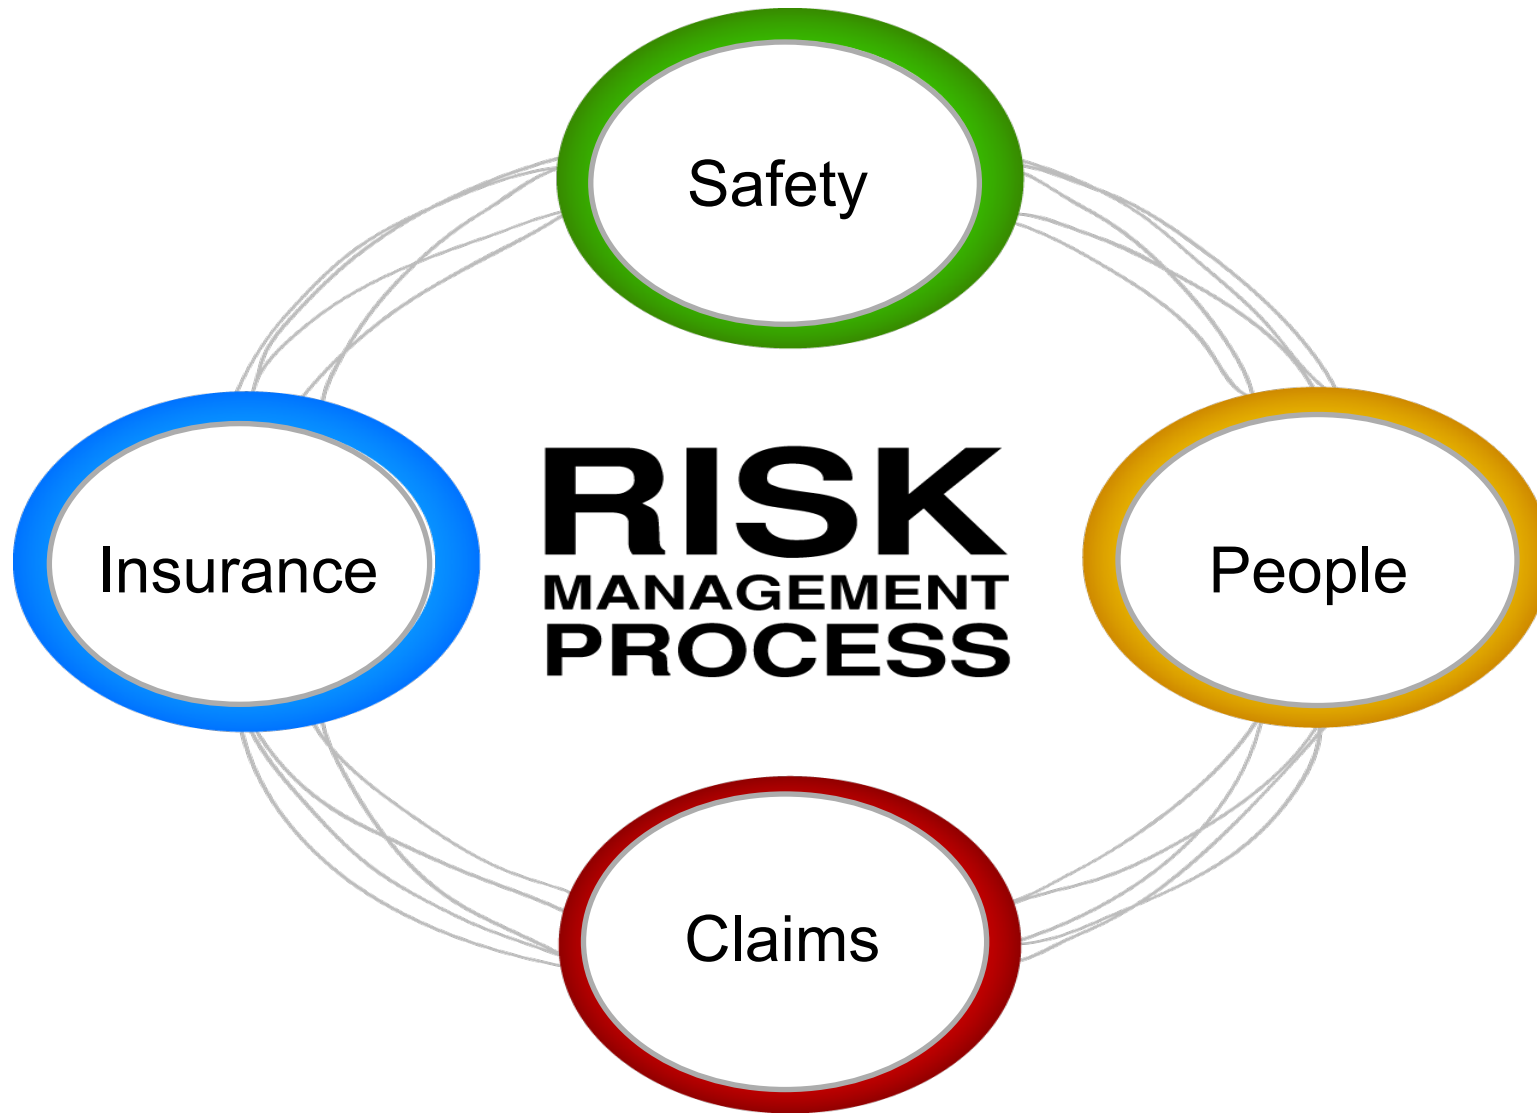 Safety
Insurance
RISK
MANAGEMENT
PROCESS
People
Claims